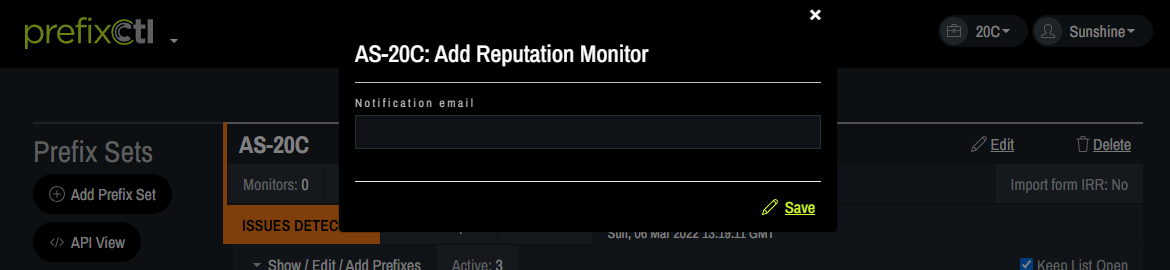 prefixctl
20C
Sunshine
AS-20C: Add Reputation Monitor
Notification email
Save
Prefix Sets
Add Prefix Set
API View
AS-20C
Edit
Delete
Monitors: 0
Import form IRR: No
ISSUES DETEC
Sun, 06 Mar 2022 13:19:11 GMT
Show / Edit / Add Prefixes
Active: 3
Keep List Open